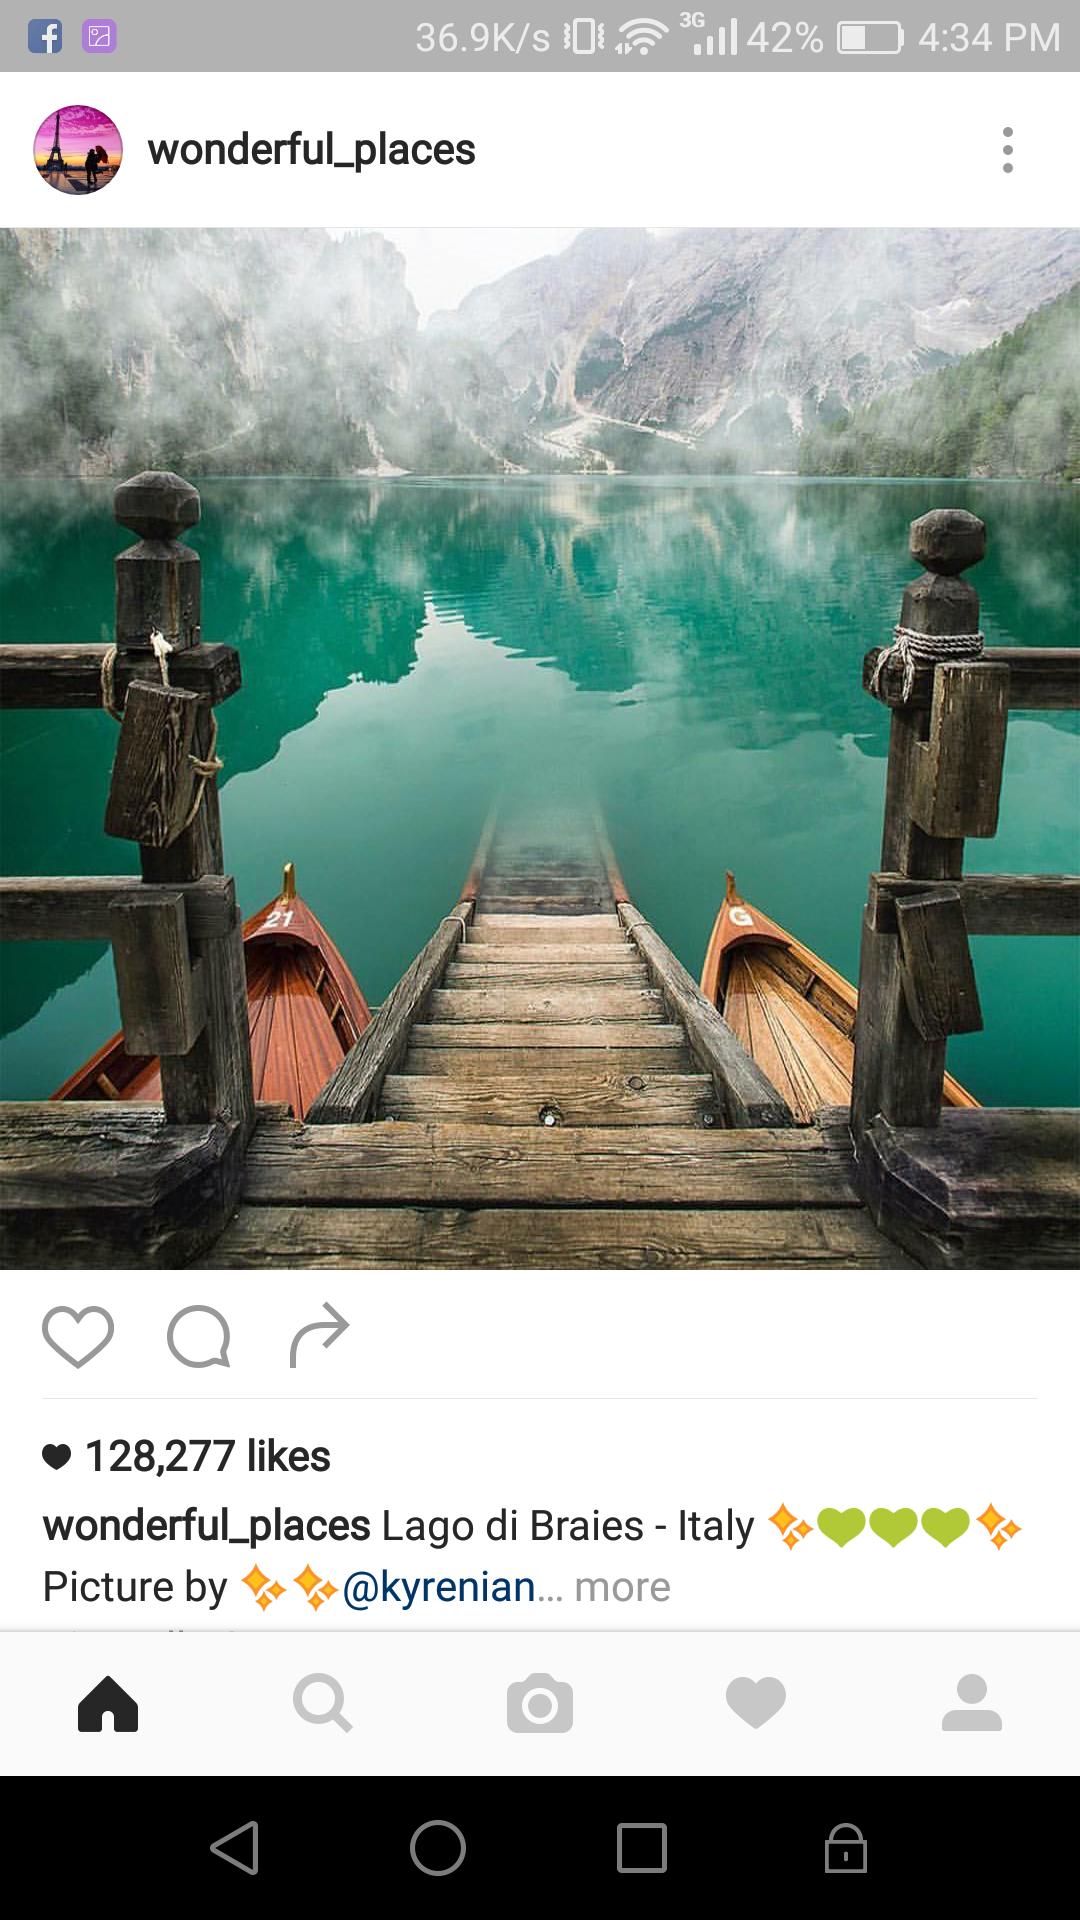 36.9K/s 3G 42% 4:34 PM
wonderful_places
21
G
128,277 likes
wonderful_places Lago di Braies - Italy ✨💚💚💚✨
Picture by ✨✨@kyrenian... more